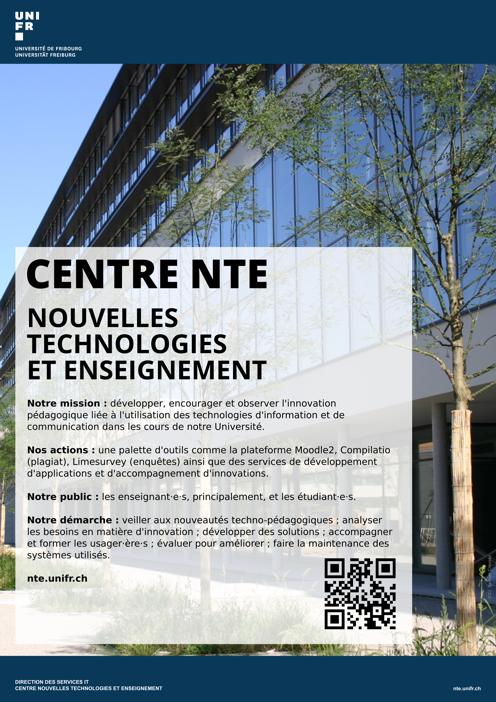 UNI
FR
UNIVERSITÉ DE FRIBOURG
UNIVERSITÄT FREIBURG
CENTRE NTE
NOUVELLES
TECHNOLOGIES
ET ENSEIGNEMENT
Notre mission : développer, encourager et observer l'innovation
pédagogique liée à l'utilisation des technologies d'information et de
communication dans les cours de notre Université.
Nos actions : une palette d'outils comme la plateforme Moodle2, Compilatio
(plagiat), Limesurvey (enquêtes) ainsi que des services de développement
d'applications et d'accompagnement d'innovations.
Notre public : les enseignant·e·s, principalement, et les étudiant·e·s.
Notre démarche : veiller aux nouveautés techno-pédagogiques ; analyser
les besoins en matière d'innovation ; développer des solutions ; accompagner
et former les usager·ère·s ; évaluer pour améliorer ; faire la maintenance des
systèmes utilisés.
nte.unifr.ch
DIRECTION DES SERVICES IT
CENTRE NOUVELLES TECHNOLOGIES ET ENSEIGNEMENT
nte.unifr.ch